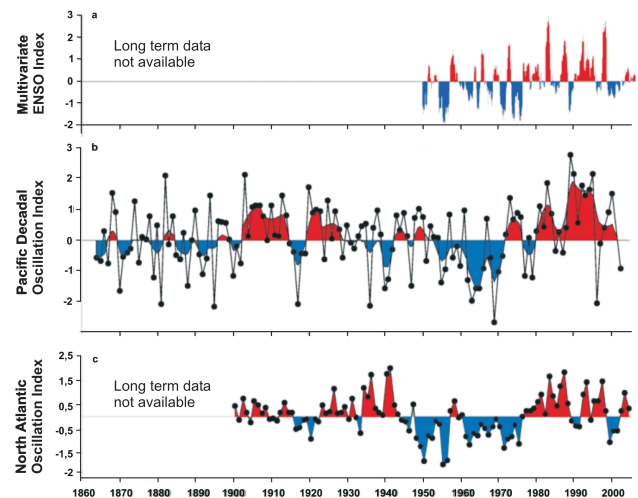 a
Multivariate
ENSO Index
3
2
1
0
-1
-2
Long term data
not available
b
Pacific Decadal
Oscillation Index
3
2
1
0
-1
-2
c
North Atlantic
Oscillation Index
2,5
1,5
0,5
-0,5
-1,5
-2
Long term data
not available
1860 1870 1880 1890 1900 1910 1920 1930 1940 1950 1960 1970 1980 1990 2000